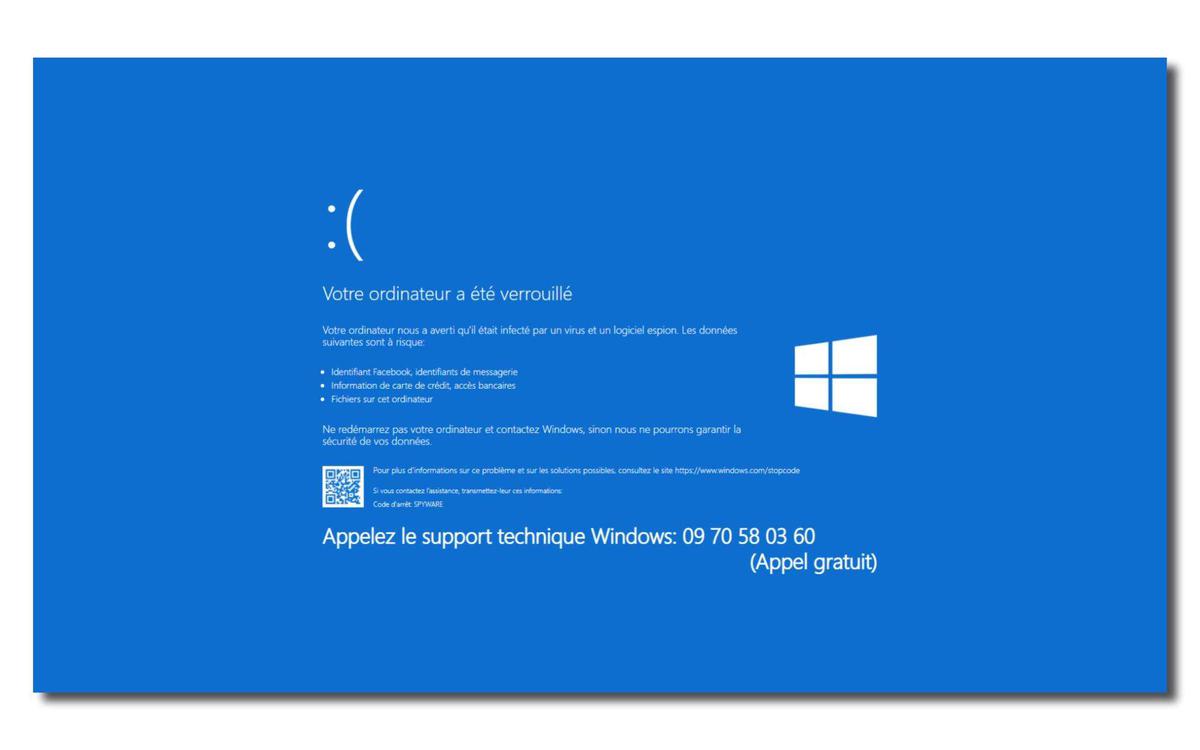 :(
Votre ordinateur a été verrouillé
Votre ordinateur nous a averti qu'il était infecté par un virus et un logiciel espion. Les données
suivantes sont à risque:
• Identifiant Facebook, identifiants de messagerie
• Information de carte de crédit, accès bancaires
• Fichiers sur cet ordinateur
Ne redémarrez pas votre ordinateur et contactez Windows, sinon nous ne pourrons garantir la
sécurité de vos données.
Pour plus d'informations sur ce problème et sur les solutions possibles, consultez le site https://www.windows.com/stopcode
Si vous contactez l'assistance, transmettez-leur ces informations:
Code d'arrêt: SPYWARE
Appelez le support technique Windows: 09 70 58 03 60
(Appel gratuit)